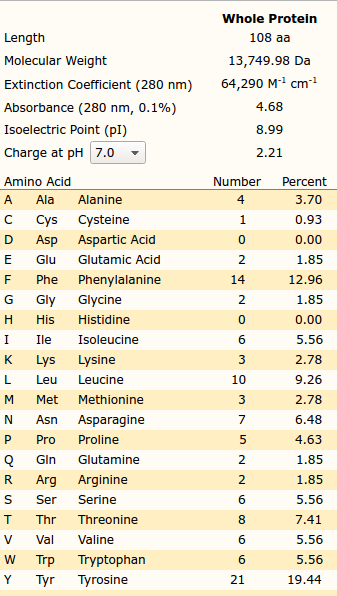 Whole Protein
Length 108 aa
Molecular Weight 13,749.98 Da
Extinction Coefficient (280 nm) 64,290 M⁻¹ cm⁻¹
Absorbance (280 nm, 0.1%) 4.68
Isoelectric Point (pI) 8.99
Charge at pH 7.0 2.21
Amino Acid Number Percent
A Ala Alanine 4 3.70
C Cys Cysteine 1 0.93
D Asp Aspartic Acid 0 0.00
E Glu Glutamic Acid 2 1.85
F Phe Phenylalanine 14 12.96
G Gly Glycine 2 1.85
H His Histidine 0 0.00
I Ile Isoleucine 6 5.56
K Lys Lysine 3 2.78
L Leu Leucine 10 9.26
M Met Methionine 3 2.78
N Asn Asparagine 7 6.48
P Pro Proline 5 4.63
Q Gln Glutamine 2 1.85
R Arg Arginine 2 1.85
S Ser Serine 6 5.56
T Thr Threonine 8 7.41
V Val Valine 6 5.56
W Trp Tryptophan 6 5.56
Y Tyr Tyrosine 21 19.44